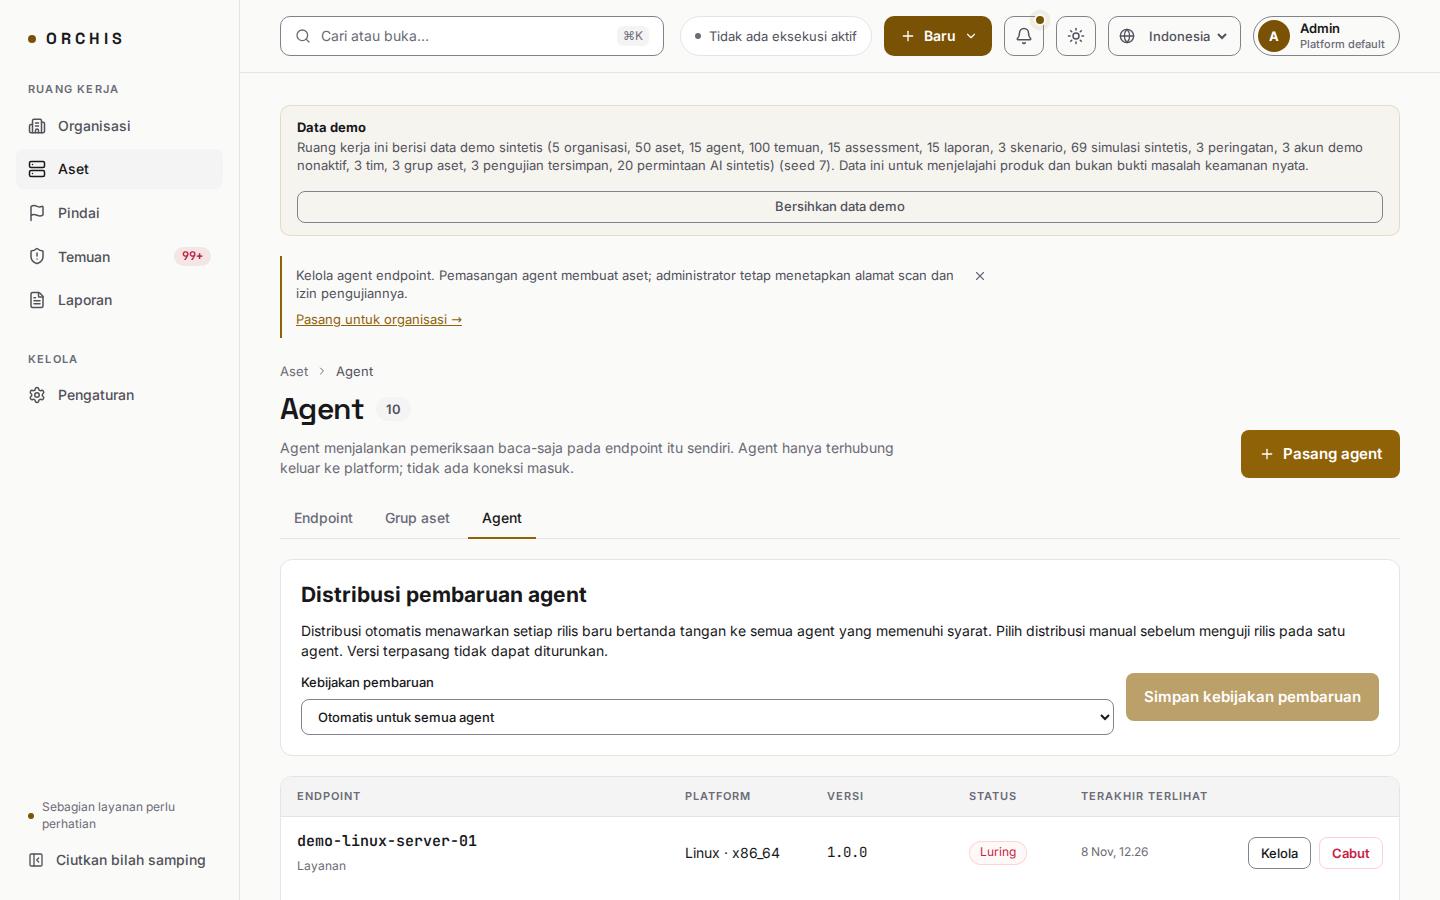 ORCHIS
RUANG KERJA
Organisasi
Aset
Pindai
Temuan
99+
Laporan
KELOLA
Pengaturan
Sebagian layanan perlu
perhatian
Ciutkan bilah samping
Cari atau buka...
⌘K
Tidak ada eksekusi aktif
Baru
Indonesia
A
Admin
Platform default
Data demo
Ruang kerja ini berisi data demo sintetis (5 organisasi, 50 aset, 15 agent, 100 temuan, 15 assessment, 15 laporan, 3 skenario, 69 simulasi sintetis, 3 peringatan, 3 akun demo
nonaktif, 3 tim, 3 grup aset, 3 pengujian tersimpan, 20 permintaan AI sintetis) (seed 7). Data ini untuk menjelajahi produk dan bukan bukti masalah keamanan nyata.
Bersihkan data demo
Kelola agent endpoint. Pemasangan agent membuat aset; administrator tetap menetapkan alamat scan dan
izin pengujiannya.
Pasang untuk organisasi →
Aset
Agent
Agent
10
Agent menjalankan pemeriksaan baca-saja pada endpoint itu sendiri. Agent hanya terhubung
keluar ke platform; tidak ada koneksi masuk.
Pasang agent
Endpoint
Grup aset
Agent
Distribusi pembaruan agent
Distribusi otomatis menawarkan setiap rilis baru bertanda tangan ke semua agent yang memenuhi syarat. Pilih distribusi manual sebelum menguji rilis pada satu
agent. Versi terpasang tidak dapat diturunkan.
Kebijakan pembaruan
Otomatis untuk semua agent
Simpan kebijakan pembaruan
ENDPOINT
PLATFORM
VERSI
STATUS
TERAKHIR TERLIHAT
demo-linux-server-01
Layanan
Linux · x86_64
1.0.0
Luring
8 Nov, 12.26
Kelola
Cabut